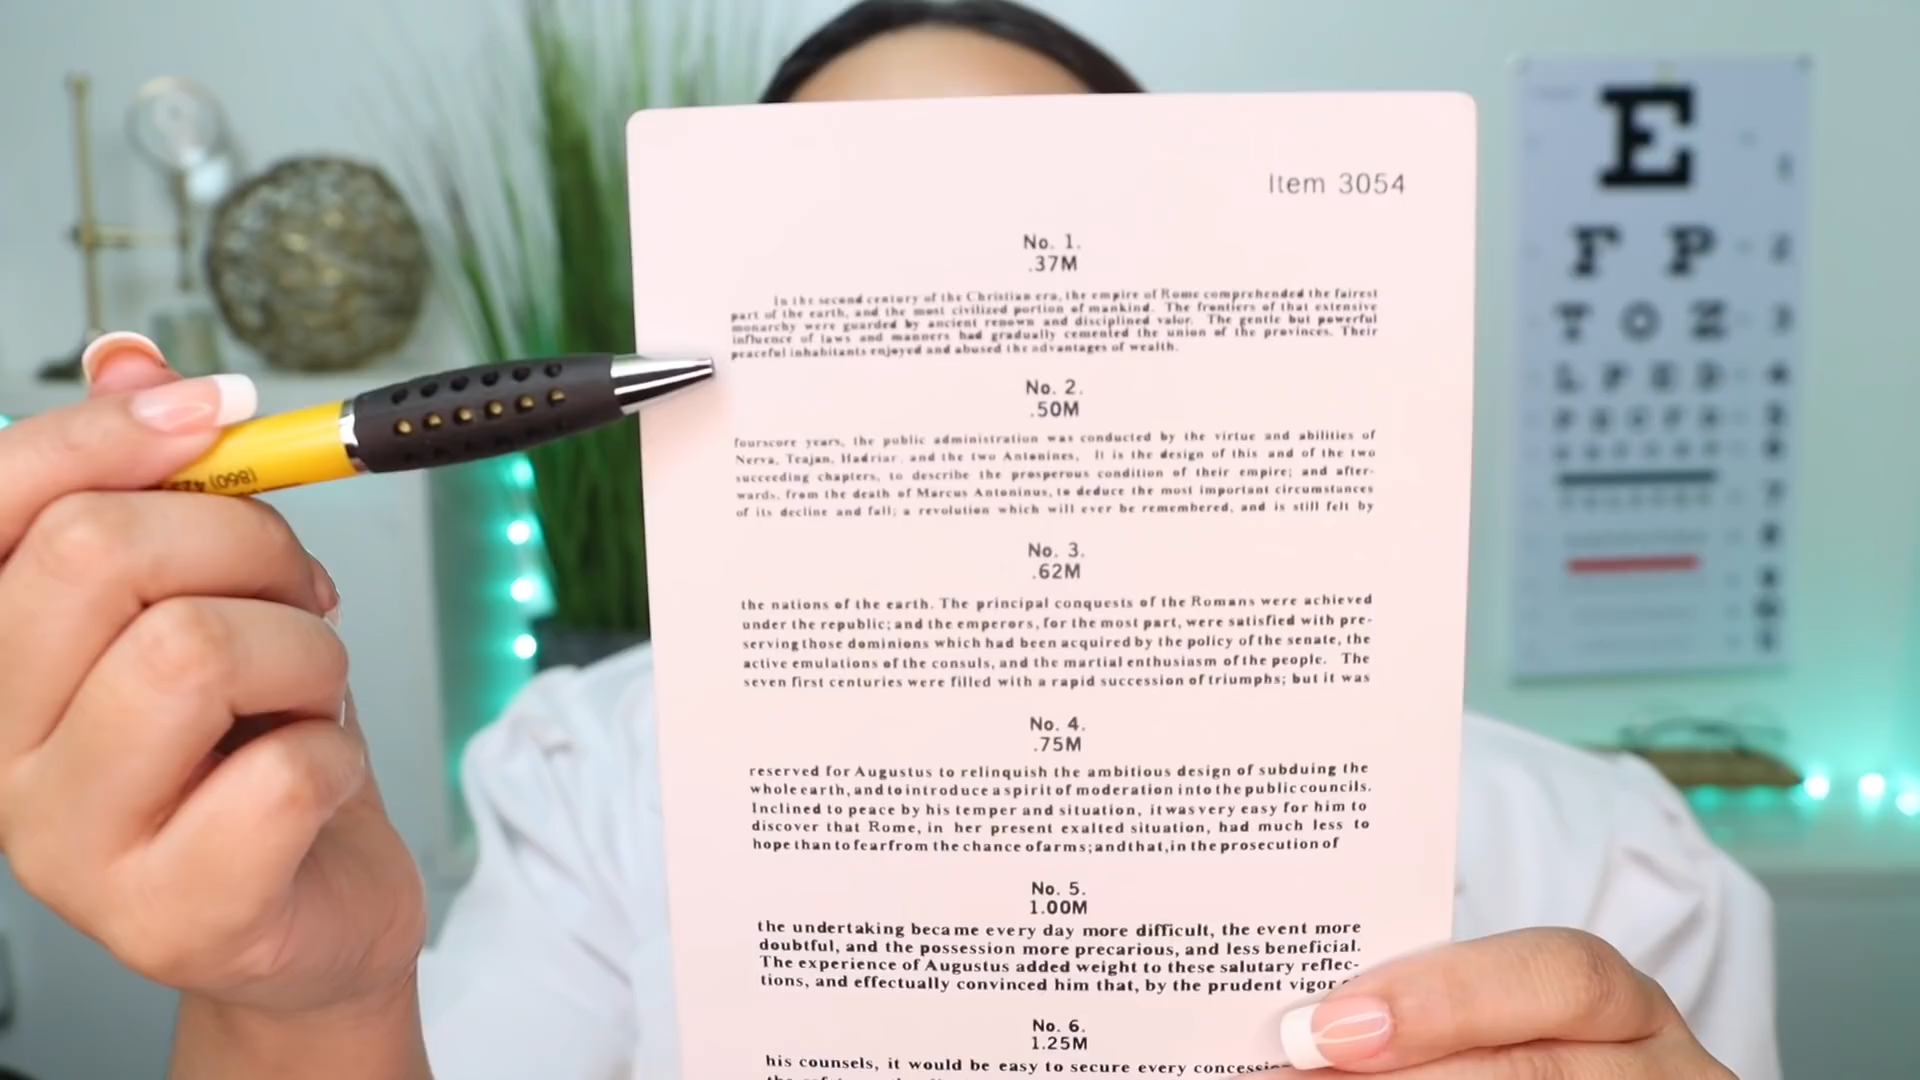 Item 3054
No. 1.
.37M
In the second century of the Christian era, the empire of Rome comprehended the fairest
part of the earth, and the most civilized portion of mankind. The frontiers of that extensive
monarchy were guarded by ancient renown and disciplined valor. The gentle but powerful
influence of laws and manners had gradually cemented the union of the provinces. Their
peaceful inhabitants enjoyed and abused the advantages of wealth.
No. 2.
.50M
fourscore years, the public administration was conducted by the virtue and abilities of
Nerva, Trajan, Hadrian, and the two Antonines. It is the design of this and of the two
succeeding chapters, to describe the prosperous condition of their empire; and after-
wards, from the death of Marcus Antoninus, to deduce the most important circumstances
of its decline and fall; a revolution which will ever be remembered, and is still felt by
No. 3.
.62M
the nations of the earth. The principal conquests of the Romans were achieved
under the republic; and the emperors, for the most part, were satisfied with pre-
serving those dominions which had been acquired by the policy of the senate, the
active emulations of the consuls, and the martial enthusiasm of the people. The
seven first centuries were filled with a rapid succession of triumphs; but it was
No. 4.
.75M
reserved for Augustus to relinquish the ambitious design of subduing the
whole earth, and to introduce a spirit of moderation into the public councils.
Inclined to peace by his temper and situation, it was very easy for him to
discover that Rome, in her present exalted situation, had much less to
hope than to fear from the chance of arms; and that, in the prosecution of
No. 5.
1.00M
the undertaking became every day more difficult, the event more
doubtful, and the possession more precarious, and less beneficial.
The experience of Augustus added weight to these salutary reflec-
tions, and effectually convinced him that, by the prudent vigor
No. 6.
1.25M
his counsels, it would be easy to secure every
(860) 42
E 1
F P 2
T O Z 3
L P E D 4